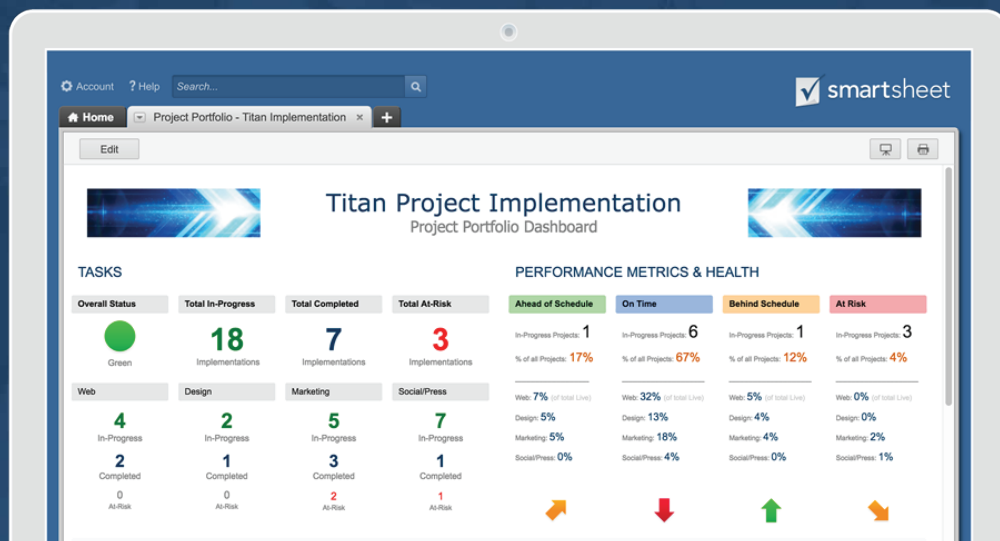 Account ? Help Search...
smartsheet
Home Project Portfolio - Titan Implementation × +
Edit
Titan Project Implementation
Project Portfolio Dashboard
TASKS
Overall Status Total In-Progress Total Completed Total At-Risk
Green
18
Implementations
7
Implementations
3
Implementations
Web Design Marketing Social/Press
4
In-Progress
2
Completed
0
At-Risk
2
In-Progress
1
Completed
0
At-Risk
5
In-Progress
3
Completed
2
At-Risk
7
In-Progress
1
Completed
1
At-Risk
PERFORMANCE METRICS & HEALTH
Ahead of Schedule
In-Progress Projects: 1
% of all Projects: 17%
Web: 7% (of total Live)
Design: 5%
Marketing: 5%
Social/Press: 0%
On Time
In-Progress Projects: 6
% of all Projects: 67%
Web: 32% (of total Live)
Design: 13%
Marketing: 18%
Social/Press: 4%
Behind Schedule
In-Progress Projects: 1
% of all Projects: 12%
Web: 5% (of total Live)
Design: 4%
Marketing: 4%
Social/Press: 0%
At Risk
In-Progress Projects: 3
% of all Projects: 4%
Web: 0% (of total Live)
Design: 0%
Marketing: 2%
Social/Press: 1%